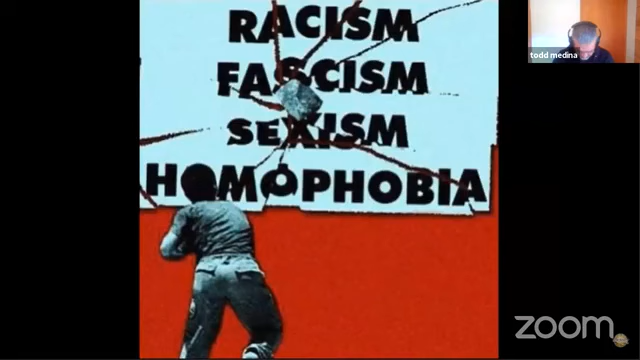 RACISM
FASCISM
SEXISM
HOMOPHOBIA
todd medina
zoom